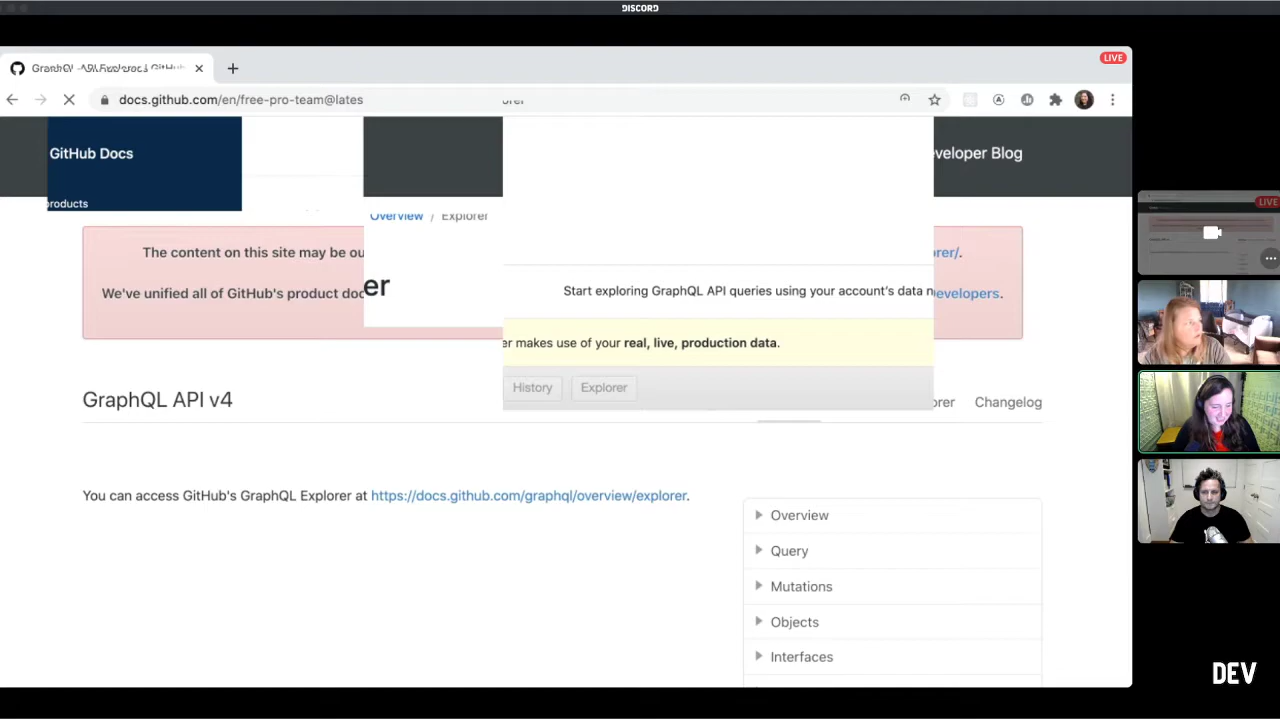 DISCORD
LIVE
docs.github.com/en/free-pro-team@lates
GitHub Docs
eveloper Blog
products
Overview / Explorer
The content on this site may be ou
rer/.
LIVE
er
Start exploring GraphQL API queries using your account's data n
We've unified all of GitHub's product doc
evelopers.
er makes use of your real, live, production data.
History
Explorer
GraphQL API v4
orer
Changelog
You can access GitHub's GraphQL Explorer at https://docs.github.com/graphql/overview/explorer.
Overview
Query
Mutations
Objects
Interfaces
DEV